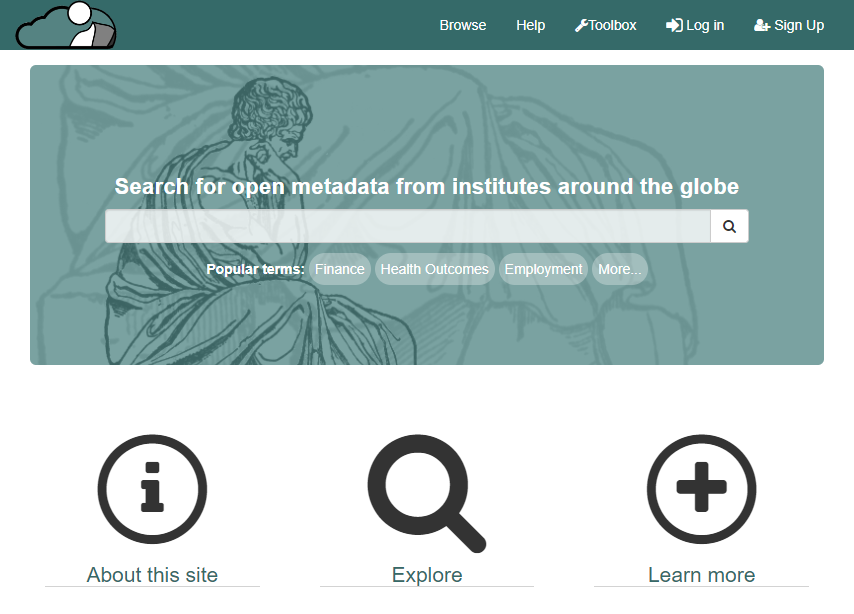 Browse Help Toolbox Log in Sign Up
Search for open metadata from institutes around the globe
Popular terms: Finance Health Outcomes Employment More...
About this site Explore Learn more